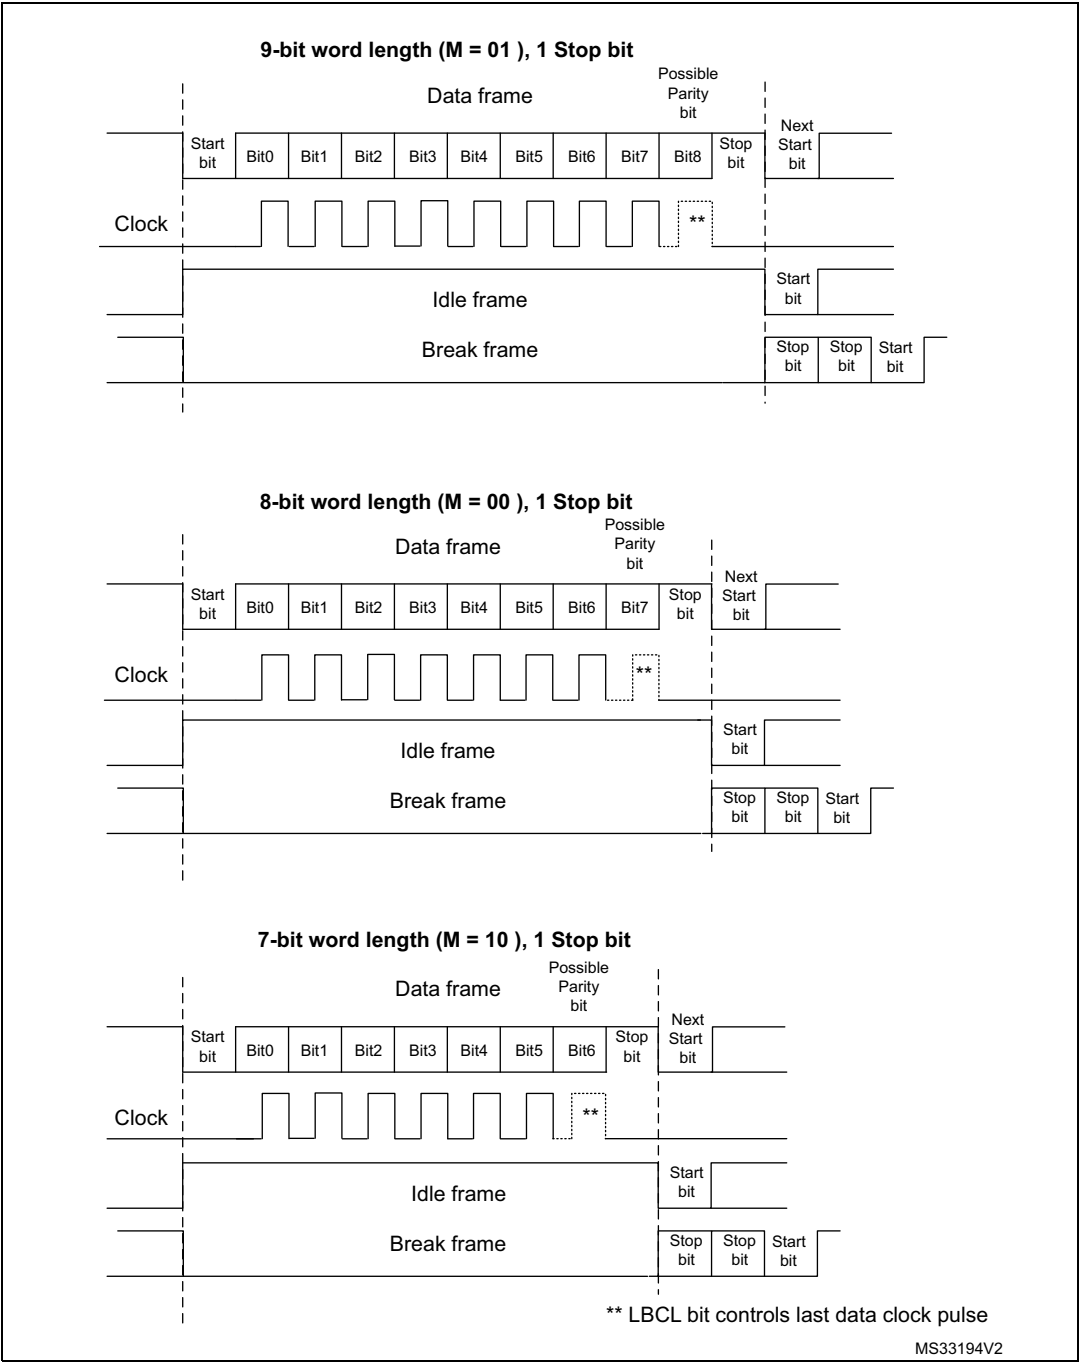 9-bit word length (M = 01 ), 1 Stop bit
Data frame
Possible
Parity
bit
Start
bit
Bit0 Bit1 Bit2 Bit3 Bit4 Bit5 Bit6 Bit7 Bit8
Stop
bit
Next
Start
bit
Clock
**
Idle frame
Start
bit
Break frame
Stop
bit
Stop
bit
Start
bit
8-bit word length (M = 00 ), 1 Stop bit
Data frame
Possible
Parity
bit
Start
bit
Bit0 Bit1 Bit2 Bit3 Bit4 Bit5 Bit6 Bit7
Stop
bit
Next
Start
bit
Clock
**
Idle frame
Start
bit
Break frame
Stop
bit
Stop
bit
Start
bit
7-bit word length (M = 10 ), 1 Stop bit
Data frame
Possible
Parity
bit
Start
bit
Bit0 Bit1 Bit2 Bit3 Bit4 Bit5 Bit6
Stop
bit
Next
Start
bit
Clock
**
Idle frame
Start
bit
Break frame
Stop
bit
Stop
bit
Start
bit
** LBCL bit controls last data clock pulse
MS33194V2